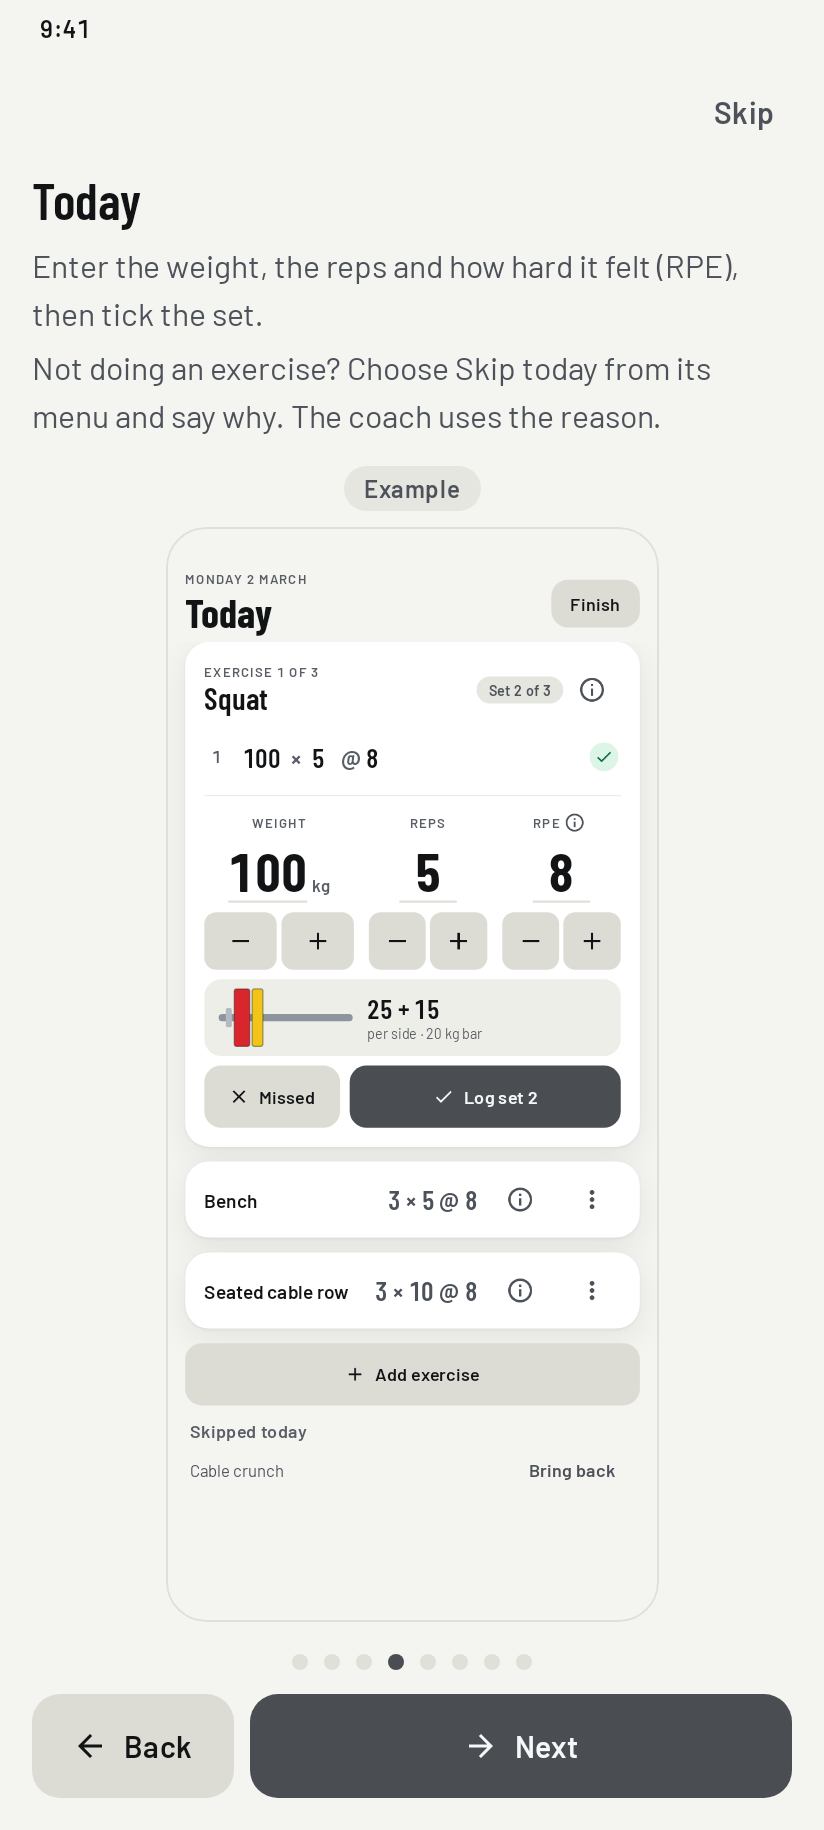 9:41
Skip
Today
Enter the weight, the reps and how hard it felt (RPE),
then tick the set.
Not doing an exercise? Choose Skip today from its
menu and say why. The coach uses the reason.
Example
MONDAY 2 MARCH
Today
Finish
EXERCISE 1 OF 3
Squat
Set 2 of 3
1 100 × 5 @ 8
WEIGHT REPS RPE
100 kg 5 8
− + − + − +
25 + 15
per side · 20 kg bar
Missed
Log set 2
Bench 3 × 5 @ 8
Seated cable row 3 × 10 @ 8
+ Add exercise
Skipped today
Cable crunch Bring back
Back
Next